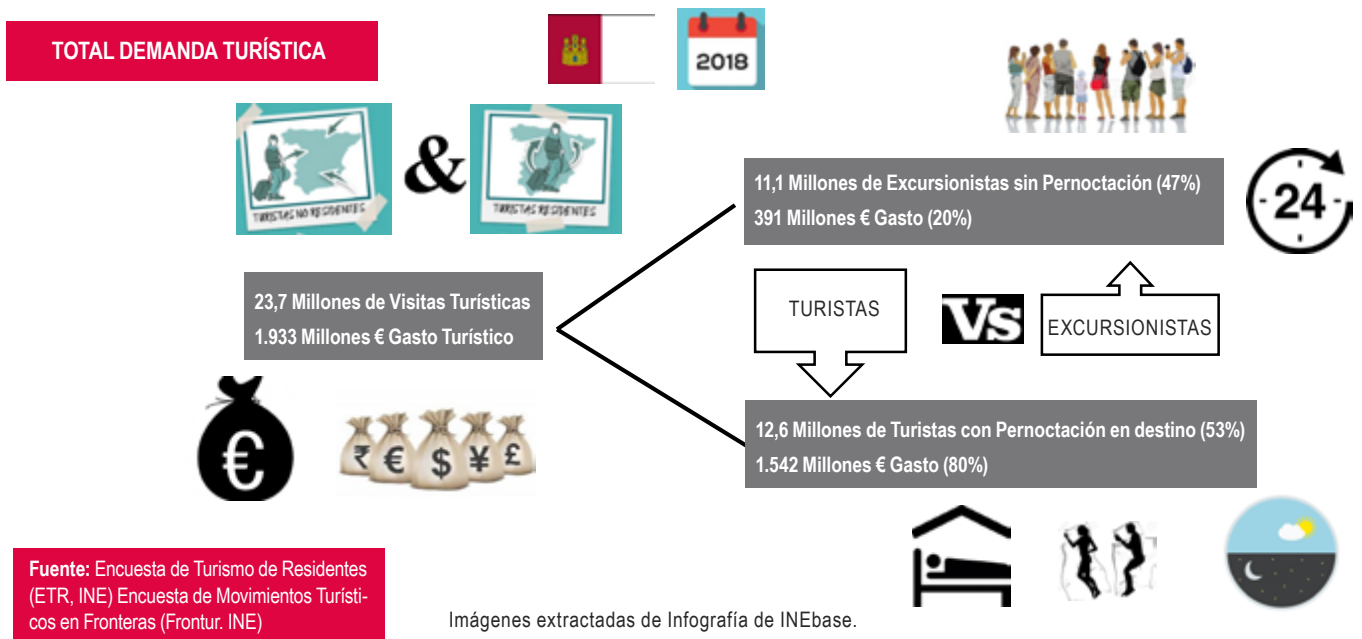 TOTAL DEMANDA TURÍSTICA
2018
TURISTAS NO RESIDENTES
&
TURISTAS RESIDENTES
11,1 Millones de Excursionistas sin Pernoctación (47%)
391 Millones € Gasto (20%)
24
23,7 Millones de Visitas Turísticas
1.933 Millones € Gasto Turístico
TURISTAS
Vs
EXCURSIONISTAS
12,6 Millones de Turistas con Pernoctación en destino (53%)
1.542 Millones € Gasto (80%)
€
₹ € $ ¥ £
Fuente: Encuesta de Turismo de Residentes
(ETR, INE) Encuesta de Movimientos Turísti-
cos en Fronteras (Frontur. INE)
Imágenes extractadas de Infografía de INEbase.